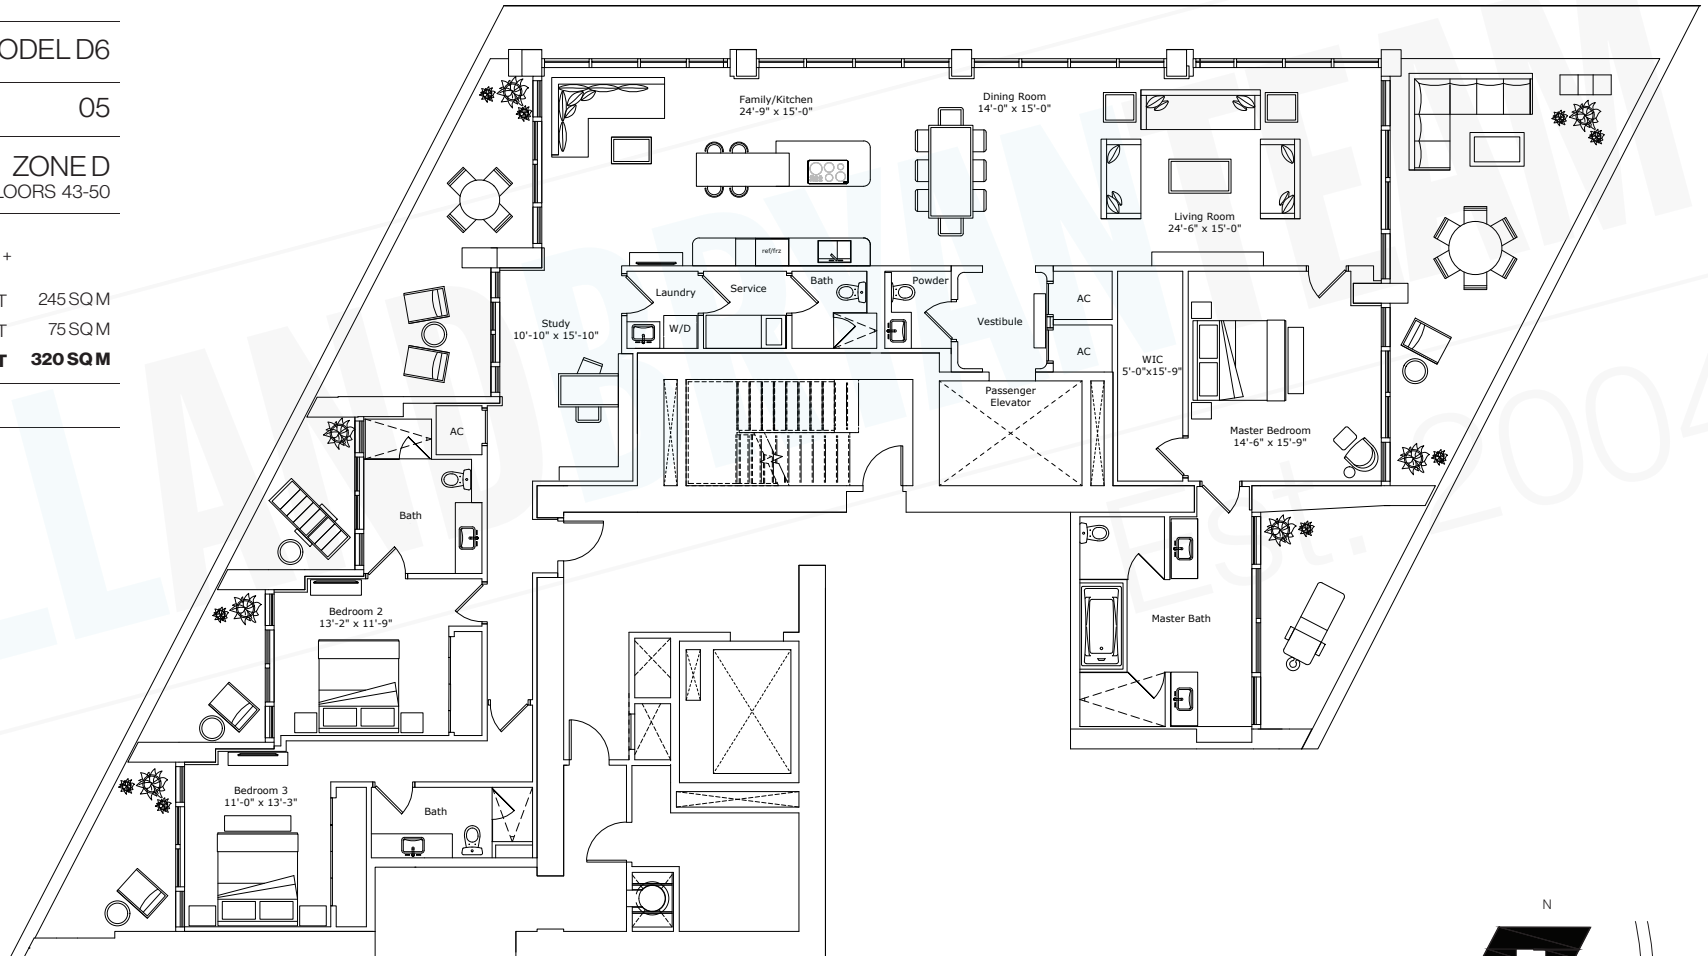 ODEL D6
05
ZONE D
LOORS 43-50
+
T 245 SQ M
T 75 SQ M
T 320 SQ M
Family/Kitchen
24'-9" x 15'-0"
Dining Room
14'-0" x 15'-0"
Living Room
24'-6" x 15'-0"
ref/frz
Laundry
Service
Bath
Powder
W/D
Study
10'-10" x 15'-10"
Vestibule
AC
AC
WIC
5'-0"x15'-9"
Passenger
Elevator
Master Bedroom
14'-6" x 15'-9"
AC
Bath
Bedroom 2
13'-2" x 11'-9"
Master Bath
Bedroom 3
11'-0" x 13'-3"
Bath
N
LLANDBRYANTEAM
Est. 2004